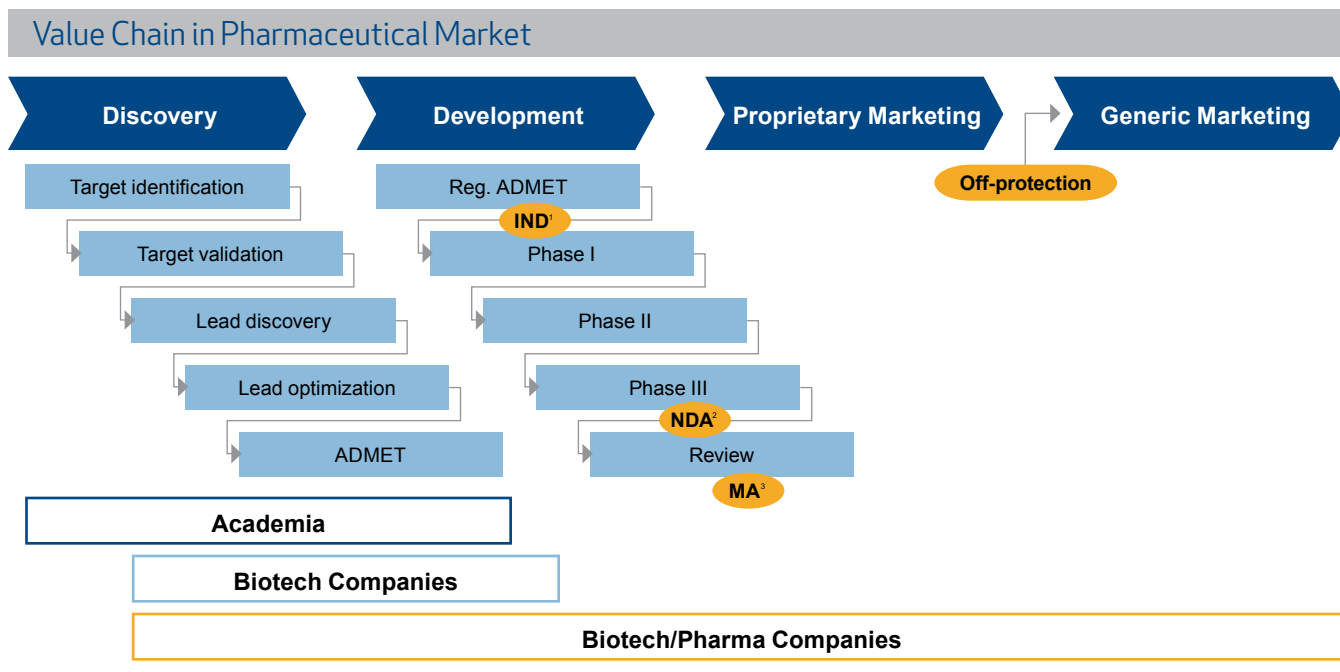 Value Chain in Pharmaceutical Market
Discovery
Development
Proprietary Marketing
Generic Marketing
Target identification
Target validation
Lead discovery
Lead optimization
ADMET
Reg. ADMET
IND¹
Phase I
Phase II
Phase III
NDA²
Review
MA³
Off-protection
Academia
Biotech Companies
Biotech/Pharma Companies